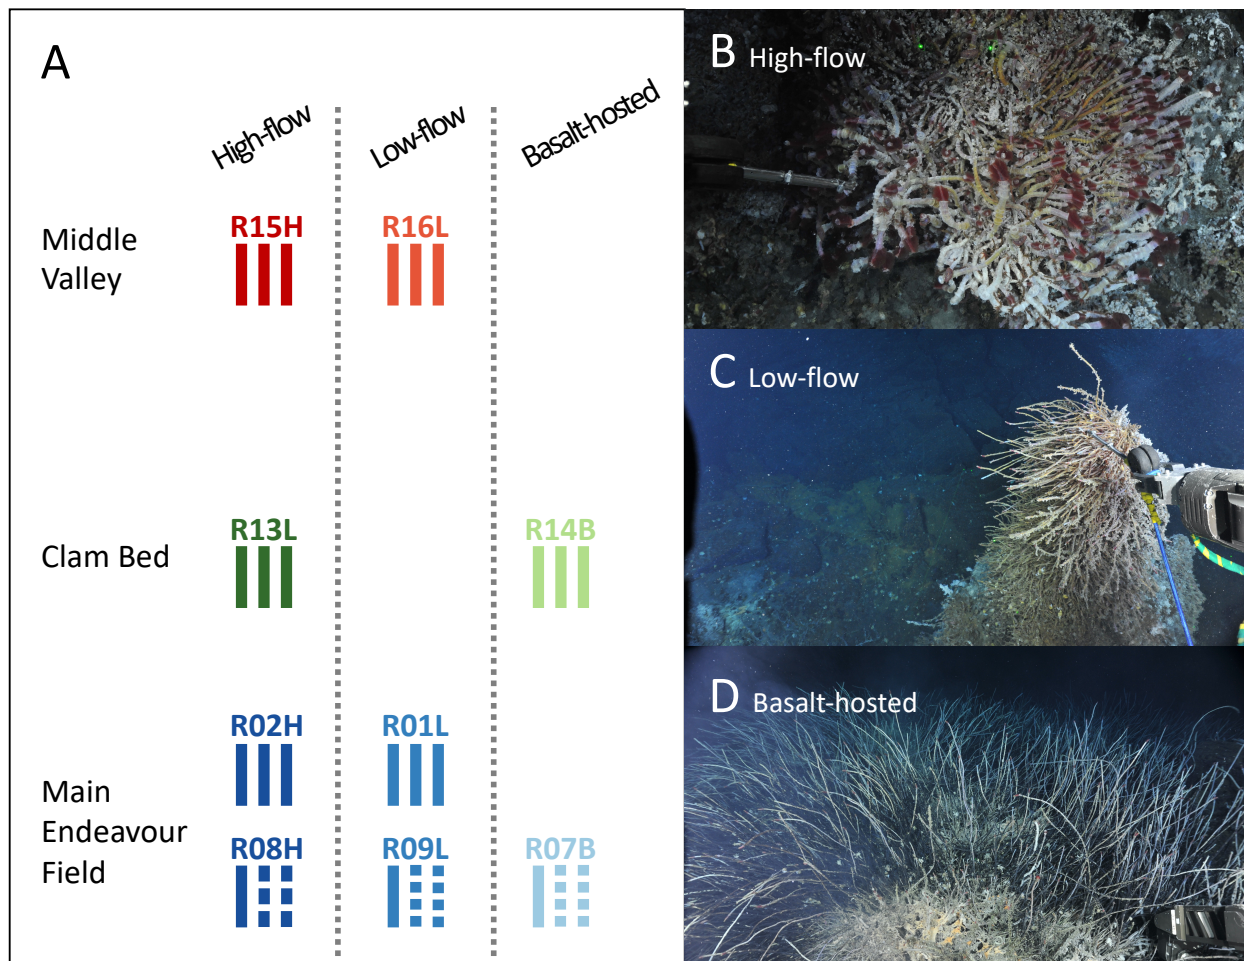 A
High-flow
Low-flow
Basalt-hosted
Middle
Valley
R15H
R16L
Clam Bed
R13L
R14B
Main
Endeavour
Field
R02H
R01L
R08H
R09L
R07B
B High-flow
C Low-flow
D Basalt-hosted